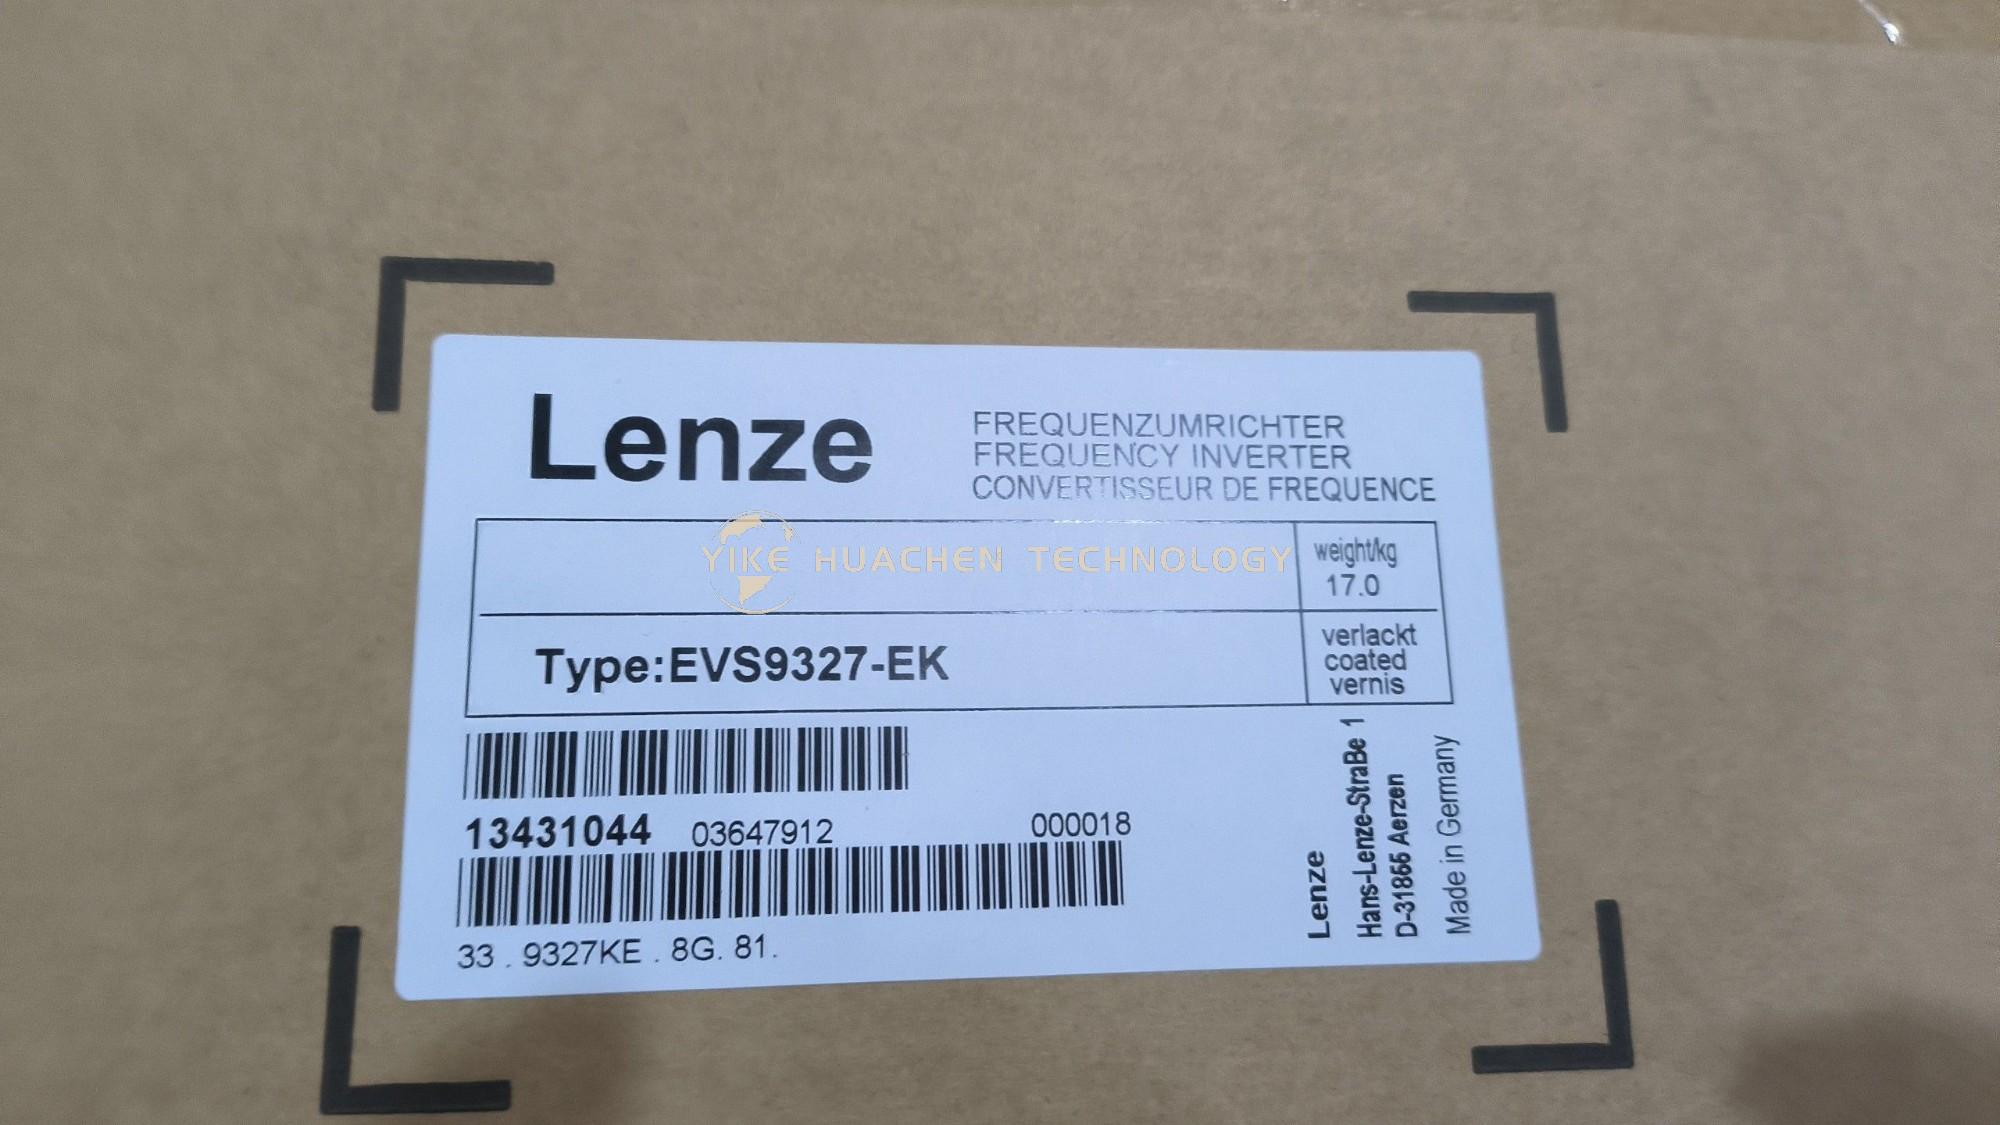 Lenze
FREQUENZUMRICHTER
FREQUENCY INVERTER
CONVERTISSEUR DE FREQUENCE
YIKE HUACHEN TECHNOLOGY
weight/kg
17.0
Type:EVS9327-EK
verlackt
coated
vernis
13431044 03647912 000018
33 . 9327KE . 8G. 81.
Lenze
Hans-Lenze-StraBe 1
D-31855 Aerzen
Made in Germany